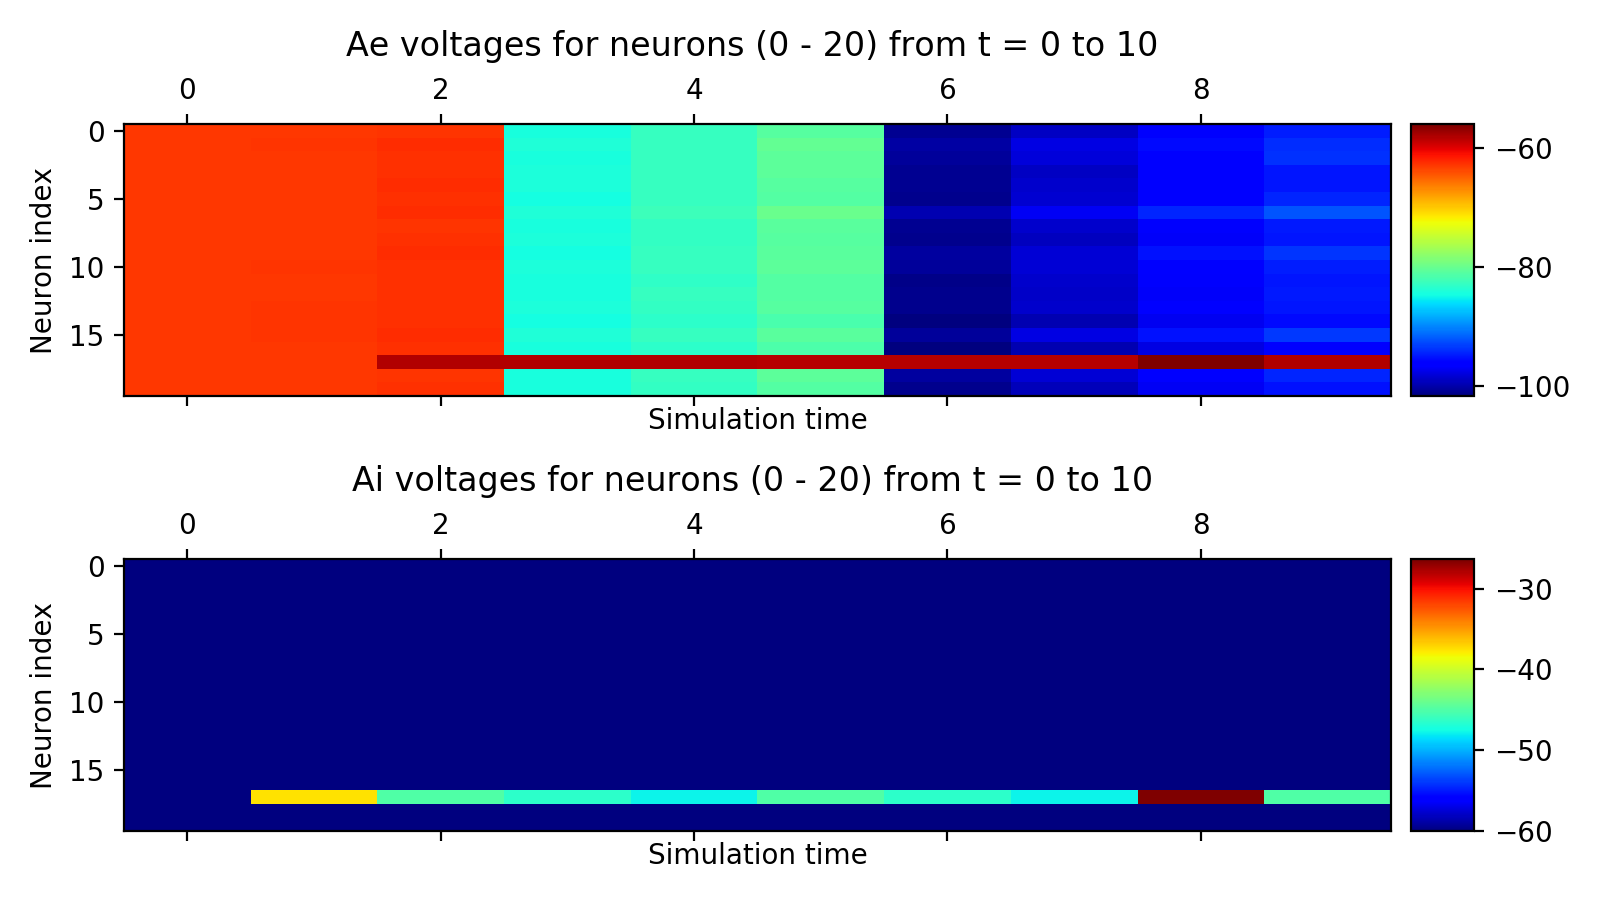 Ae voltages for neurons (0 - 20) from t = 0 to 10
0 2 4 6 8
0
5
10
15
Neuron index
Simulation time
−60
−80
−100
Ai voltages for neurons (0 - 20) from t = 0 to 10
0 2 4 6 8
0
5
10
15
Neuron index
Simulation time
−30
−40
−50
−60